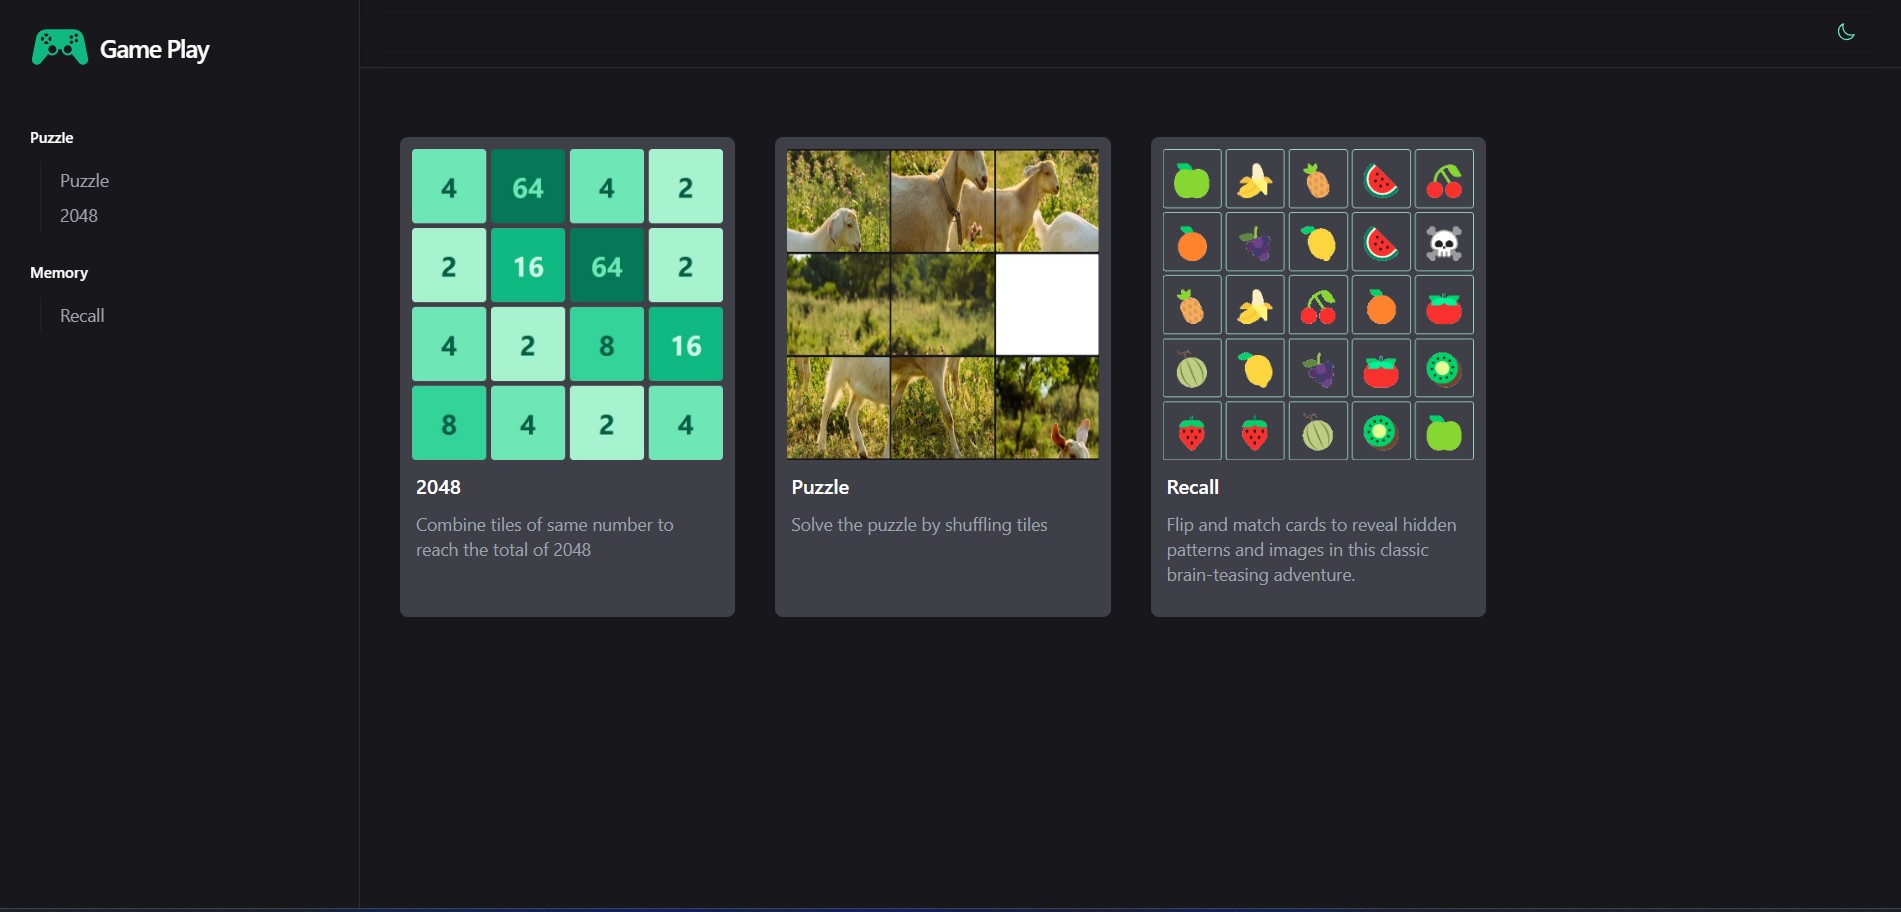 Game Play
Puzzle
Puzzle
2048
Memory
Recall
4 64 4 2
2 16 64 2
4 2 8 16
8 4 2 4
2048
Combine tiles of same number to
reach the total of 2048
Puzzle
Solve the puzzle by shuffling tiles
Recall
Flip and match cards to reveal hidden
patterns and images in this classic
brain-teasing adventure.